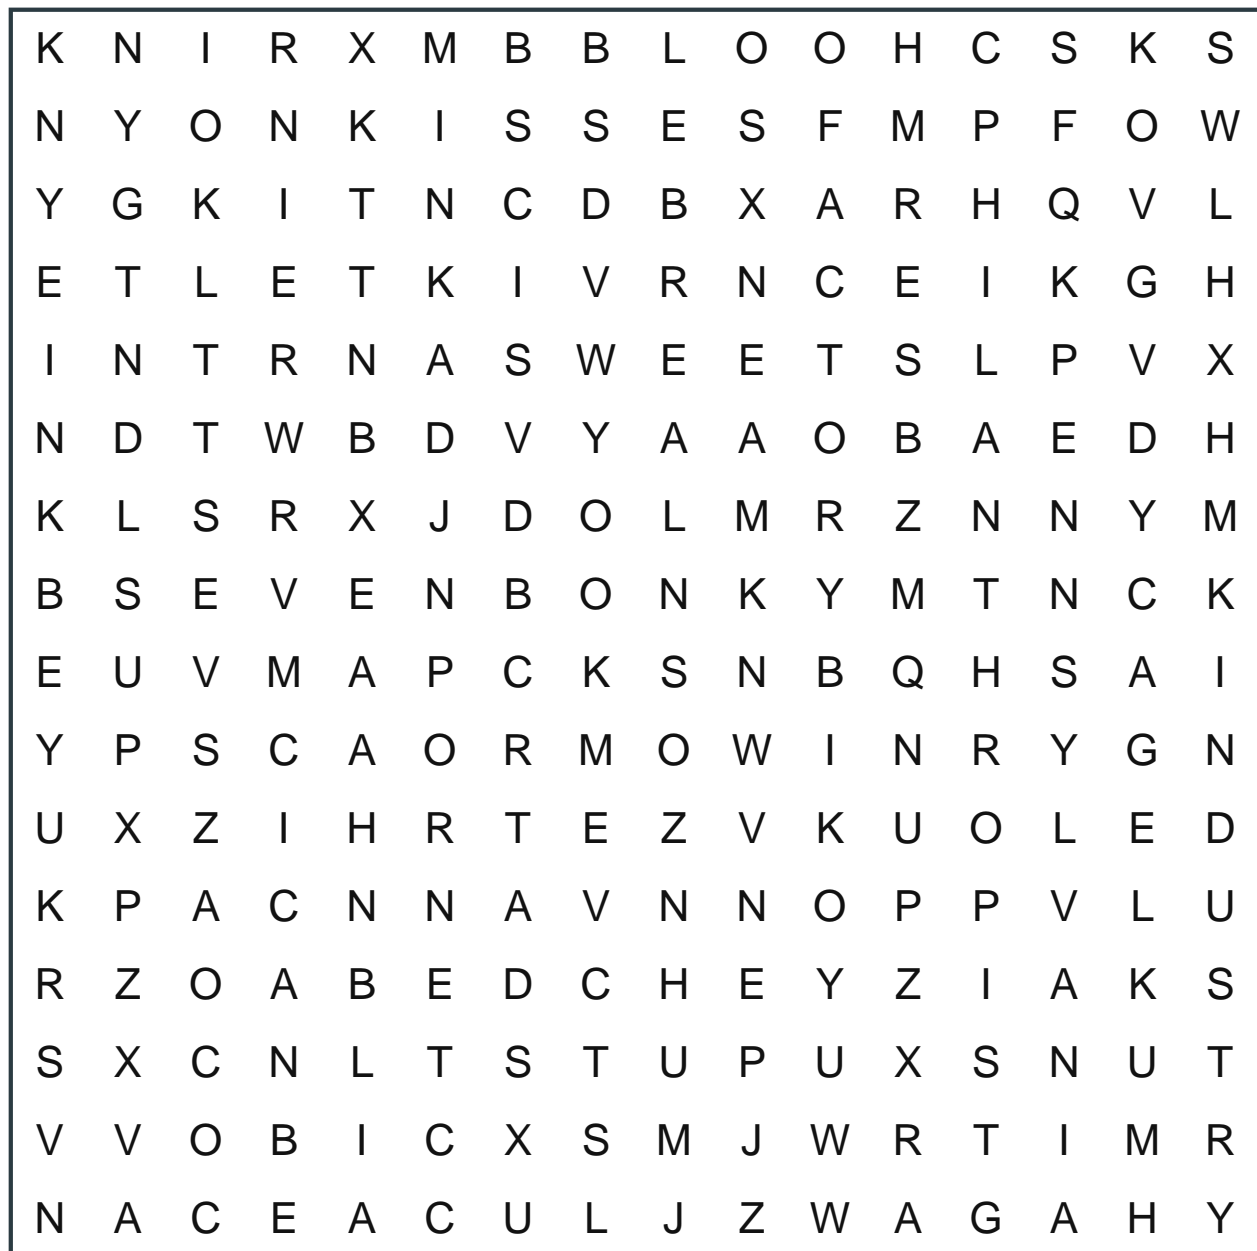 K N I R X M B B L O O H C S K S
N Y O N K I S S E S F M P F O W
Y G K I T N C D B X A R H Q V L
E T L E T K I V R N C E I K G H
I N T R N A S W E E T S L P V X
N D T W B D V Y A A O B A E D H
K L S R X J D O L M R Z N N Y M
B S E V E N B O N K Y M T N C K
E U V M A P C K S N B Q H S A I
Y P S C A O R M O W I N R Y G N
U X Z I H R T E Z V K U O L E D
K P A C N N A V N N O P P V L U
R Z O A B E D C H E Y Z I A K S
S X C N L T S T U P U X S N U T
V V O B I C X S M J W R T I M R
N A C E A C U L J Z W A G A H Y